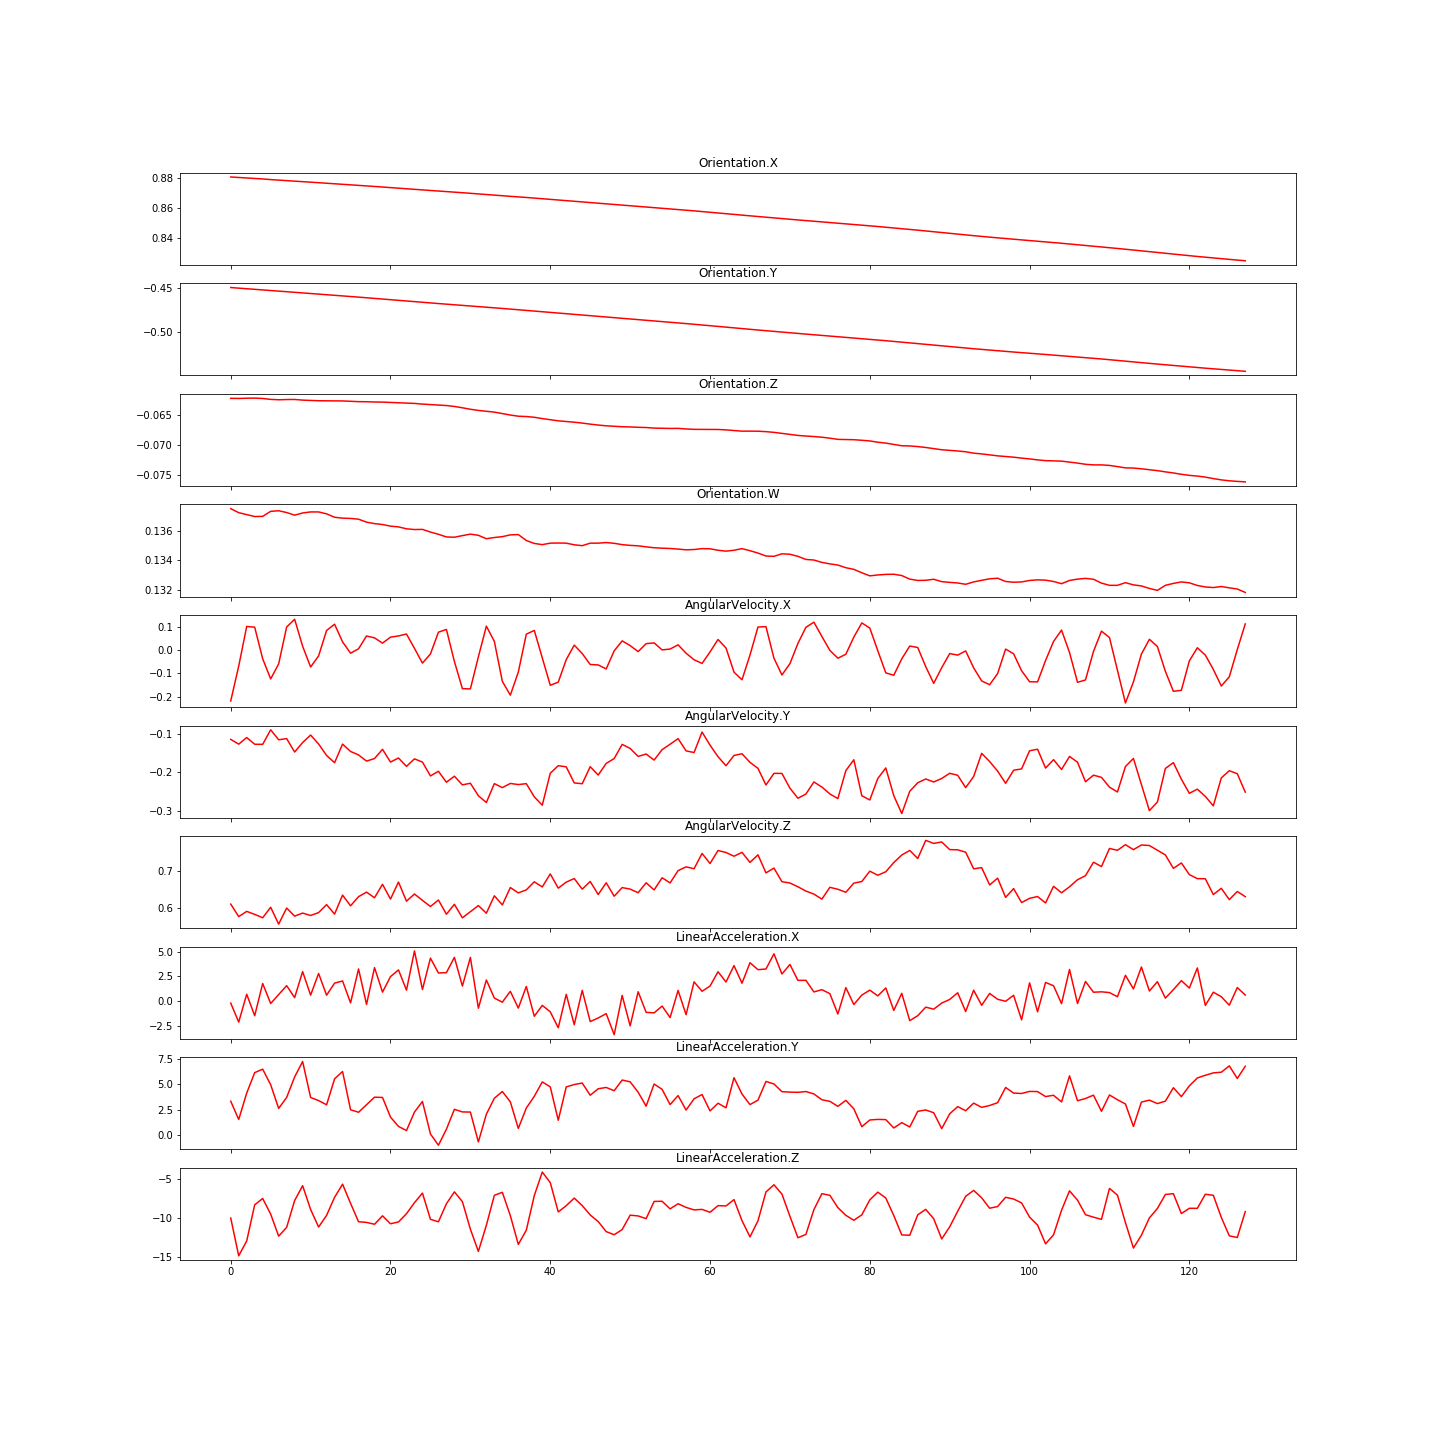 Orientation.X
0.88
0.86
0.84
Orientation.Y
−0.45
−0.50
Orientation.Z
−0.065
−0.070
−0.075
Orientation.W
0.136
0.134
0.132
AngularVelocity.X
0.1
0.0
−0.1
−0.2
AngularVelocity.Y
−0.1
−0.2
−0.3
AngularVelocity.Z
0.7
0.6
LinearAcceleration.X
5.0
2.5
0.0
−2.5
LinearAcceleration.Y
7.5
5.0
2.5
0.0
LinearAcceleration.Z
−5
−10
−15
0 20 40 60 80 100 120